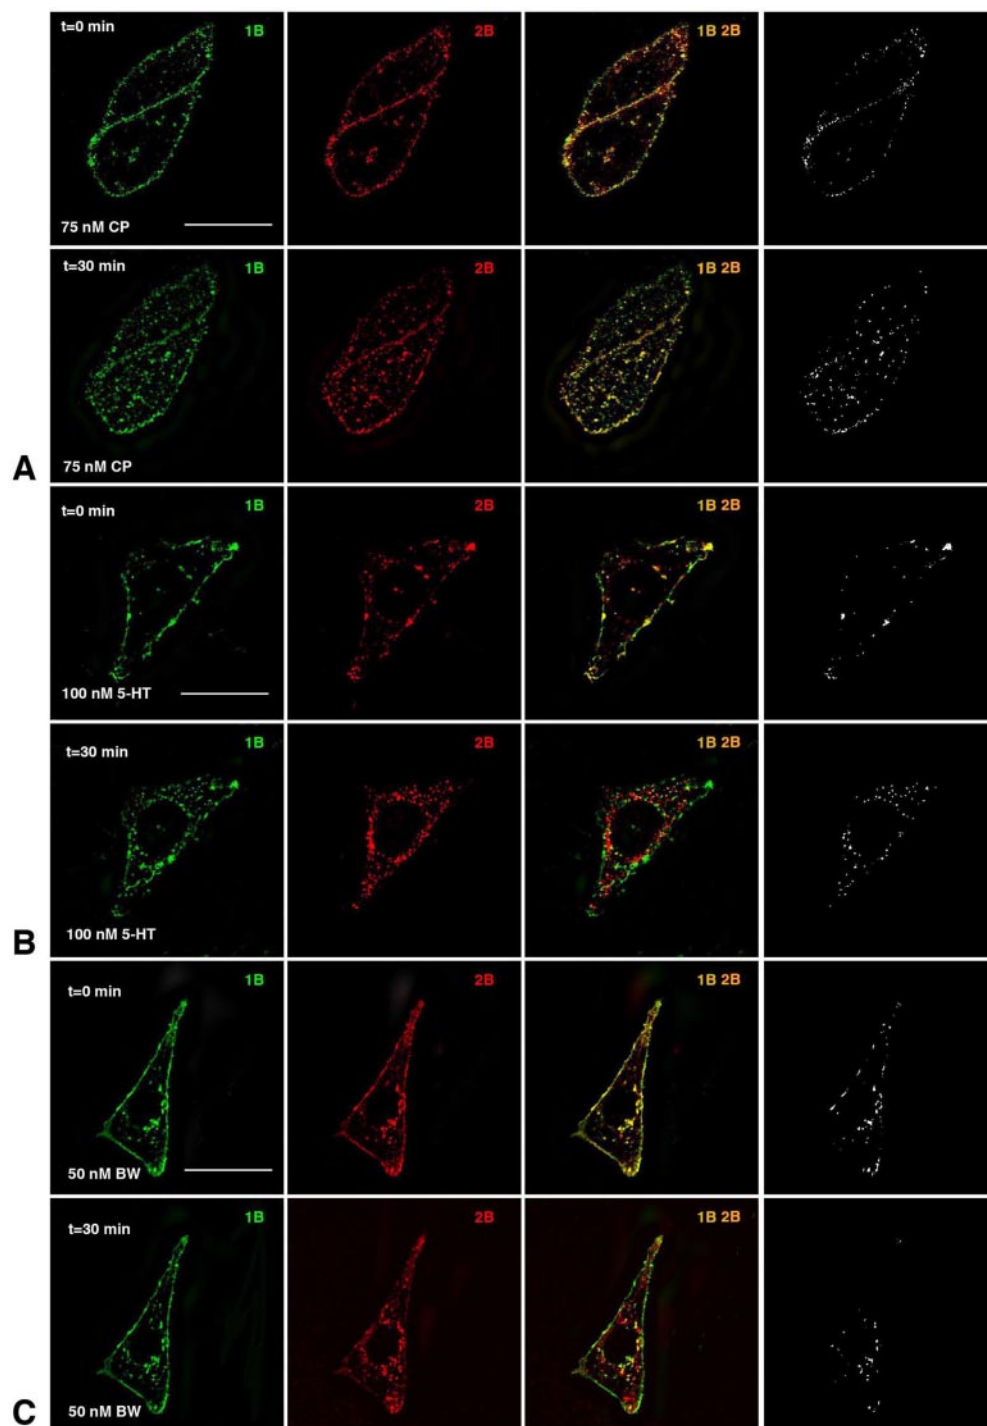 t=0 min 1B 2B 1B 2B
75 nM CP
t=30 min 1B 2B 1B 2B
A 75 nM CP
t=0 min 1B 2B 1B 2B
100 nM 5-HT
t=30 min 1B 2B 1B 2B
B 100 nM 5-HT
t=0 min 1B 2B 1B 2B
50 nM BW
t=30 min 1B 2B 1B 2B
C 50 nM BW